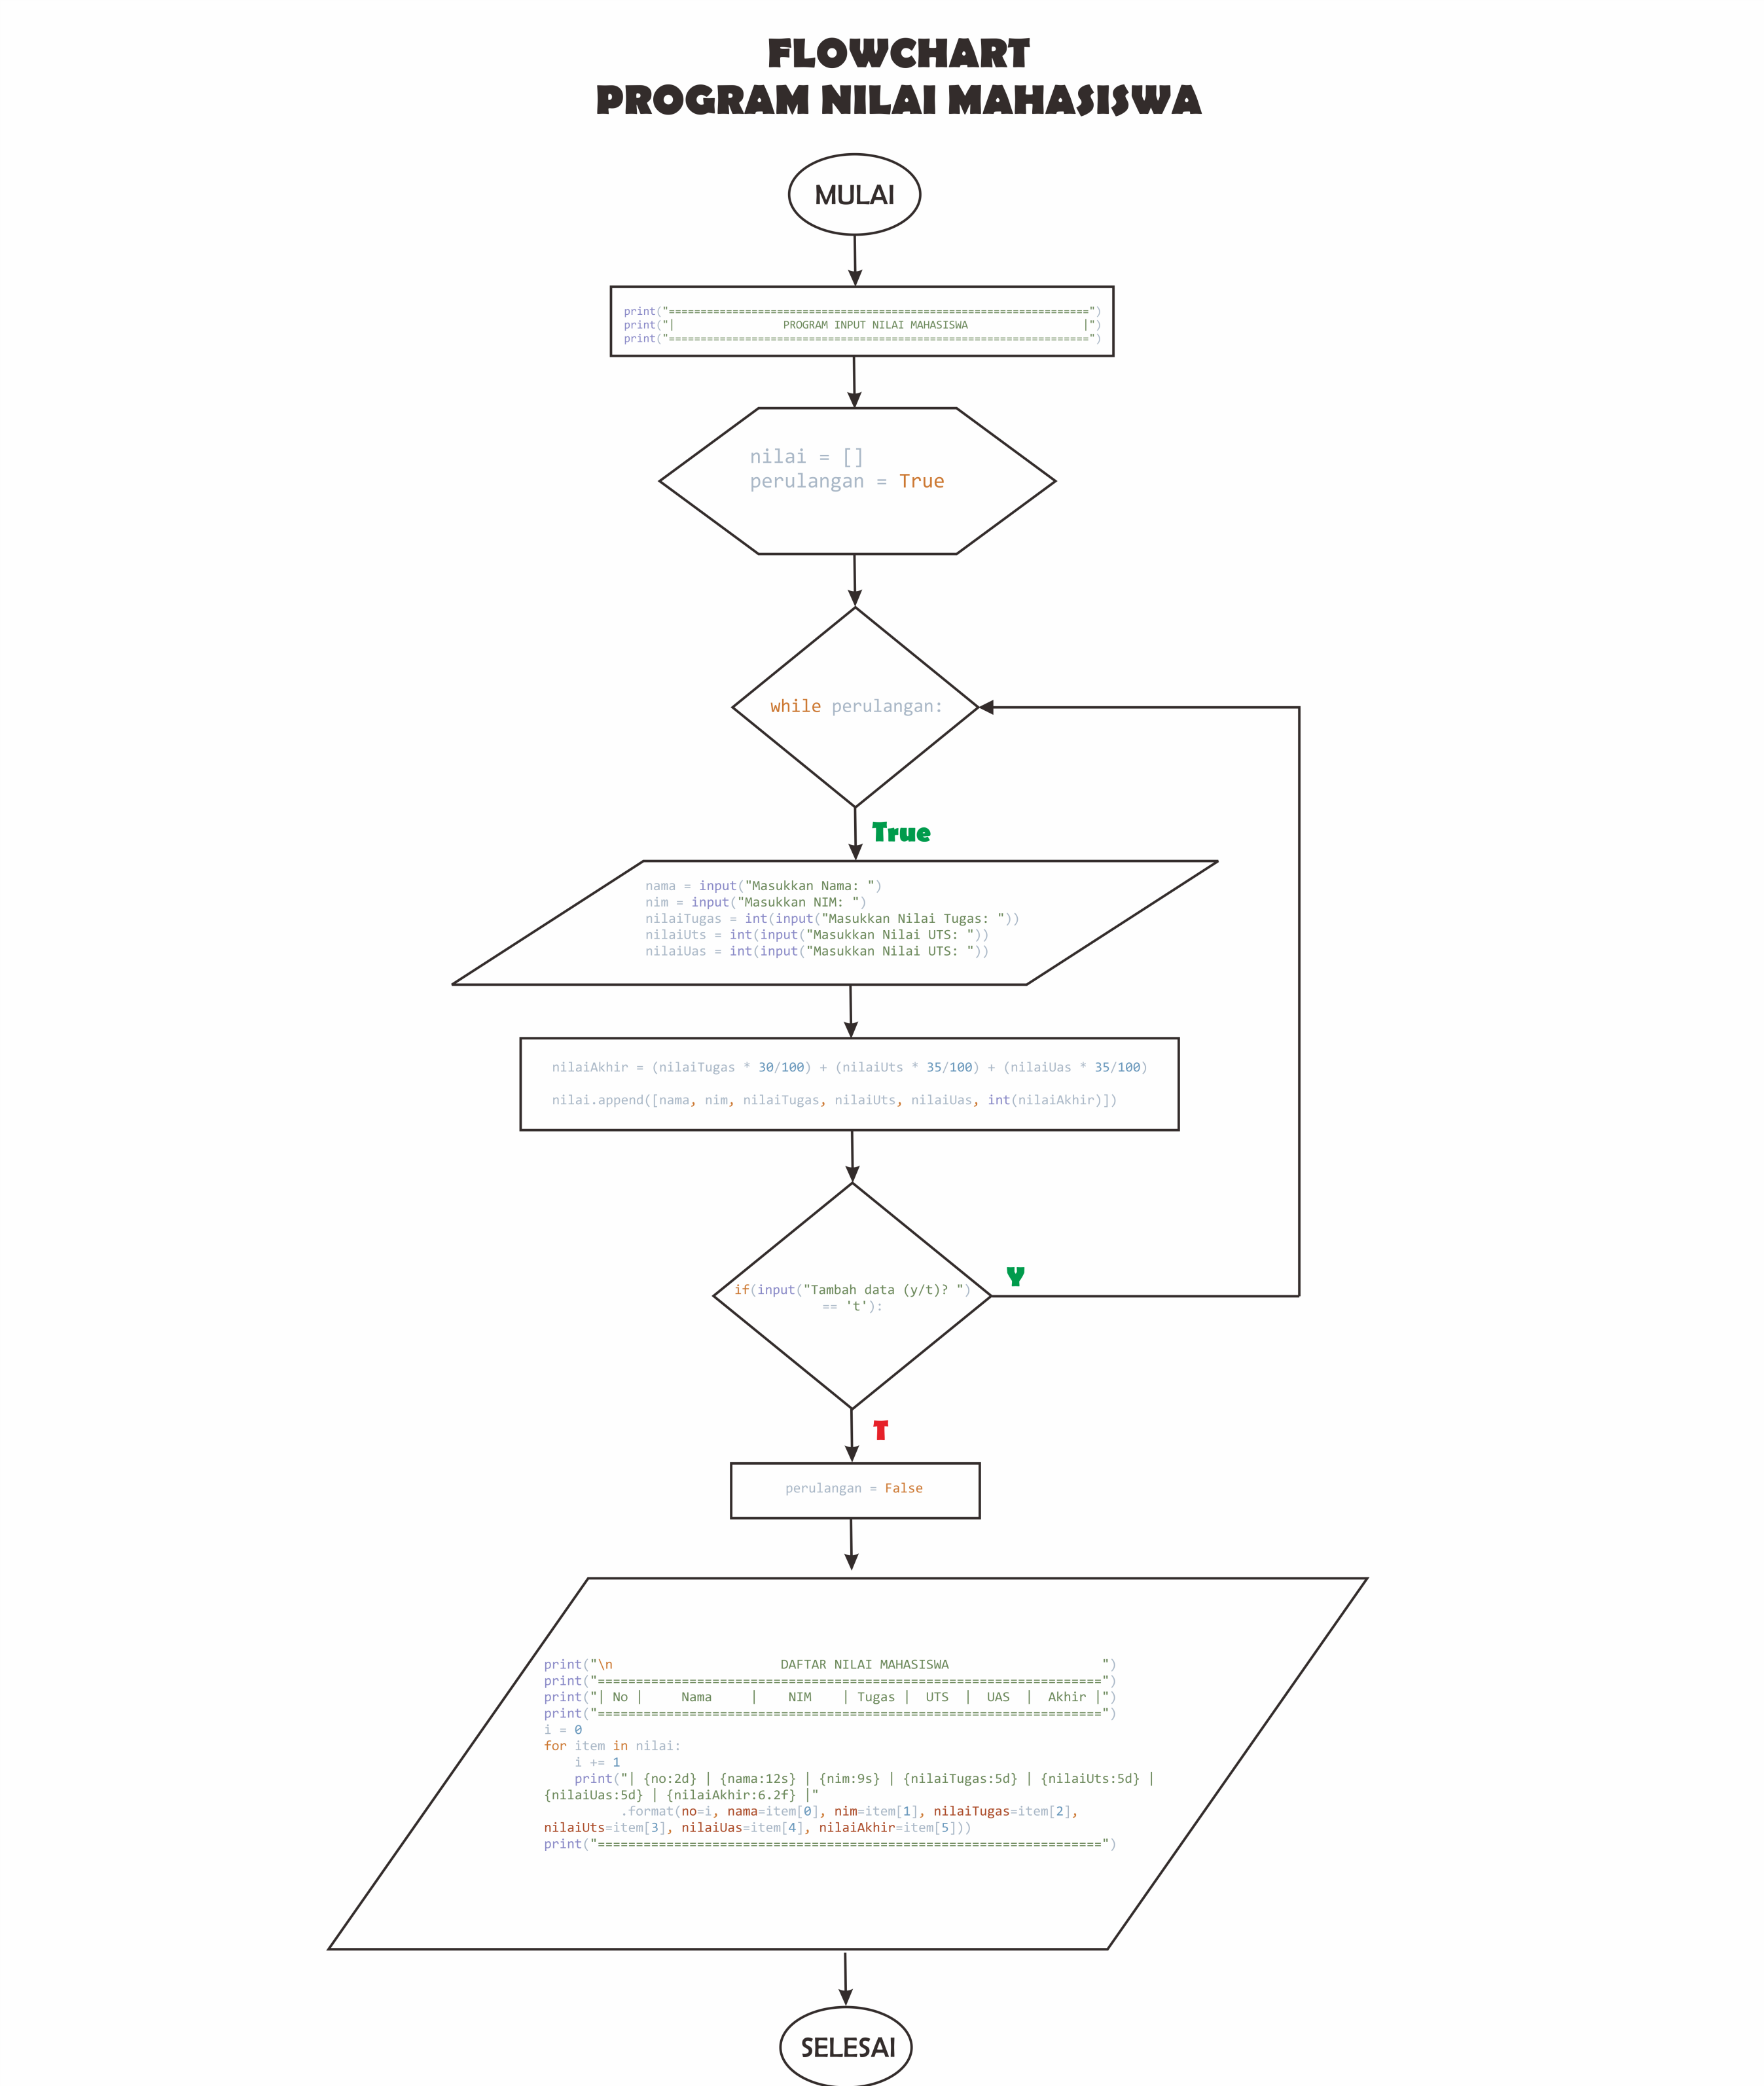 FLOWCHART
PROGRAM NILAI MAHASISWA
MULAI
print("==================================================================")
print("|                 PROGRAM INPUT NILAI MAHASISWA                  |")
print("==================================================================")
nilai = []
perulangan = True
while perulangan:
True
nama = input("Masukkan Nama: ")
nim = input("Masukkan NIM: ")
nilaiTugas = int(input("Masukkan Nilai Tugas: "))
nilaiUts = int(input("Masukkan Nilai UTS: "))
nilaiUas = int(input("Masukkan Nilai UTS: "))
nilaiAkhir = (nilaiTugas * 30/100) + (nilaiUts * 35/100) + (nilaiUas * 35/100)
nilai.append([nama, nim, nilaiTugas, nilaiUts, nilaiUas, int(nilaiAkhir)])
if(input("Tambah data (y/t)? ")
== 't'):
Y
T
perulangan = False
print("\n                      DAFTAR NILAI MAHASISWA                    ")
print("==================================================================")
print("| No |     Nama     |    NIM    | Tugas |  UTS  |  UAS  |  Akhir |")
print("==================================================================")
i = 0
for item in nilai:
    i += 1
    print("| {no:2d} | {nama:12s} | {nim:9s} | {nilaiTugas:5d} | {nilaiUts:5d} |
{nilaiUas:5d} | {nilaiAkhir:6.2f} |"
          .format(no=i, nama=item[0], nim=item[1], nilaiTugas=item[2],
nilaiUts=item[3], nilaiUas=item[4], nilaiAkhir=item[5]))
print("==================================================================")
SELESAI